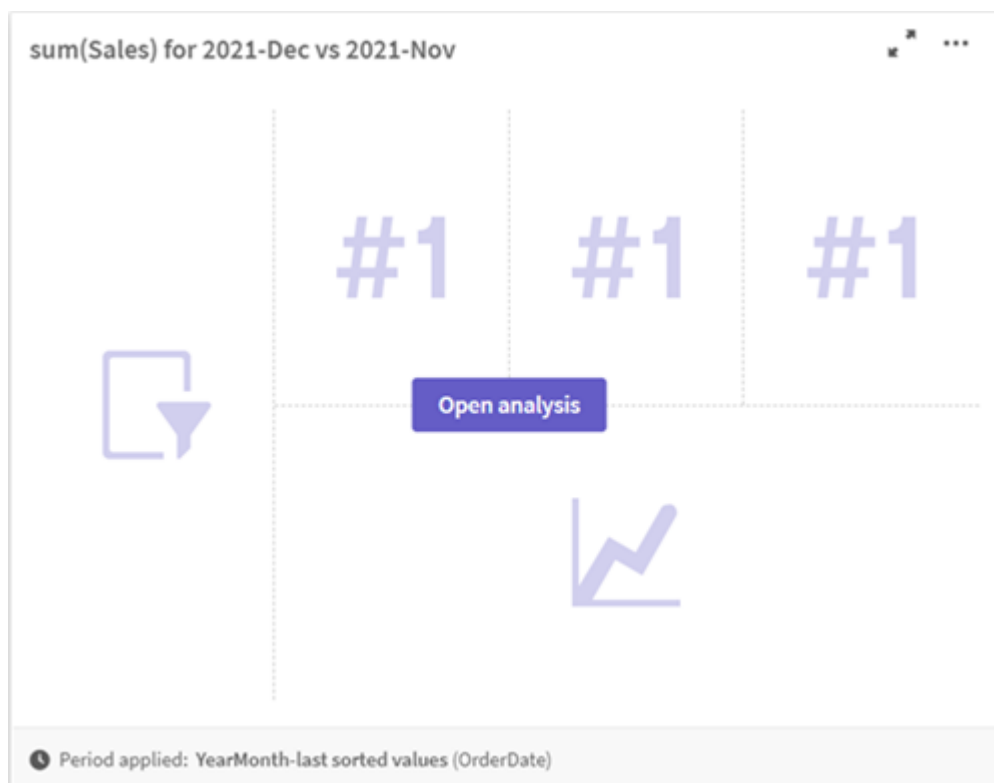 sum(Sales) for 2021-Dec vs 2021-Nov
#1 #1 #1
Open analysis
Period applied: YearMonth-last sorted values (OrderDate)